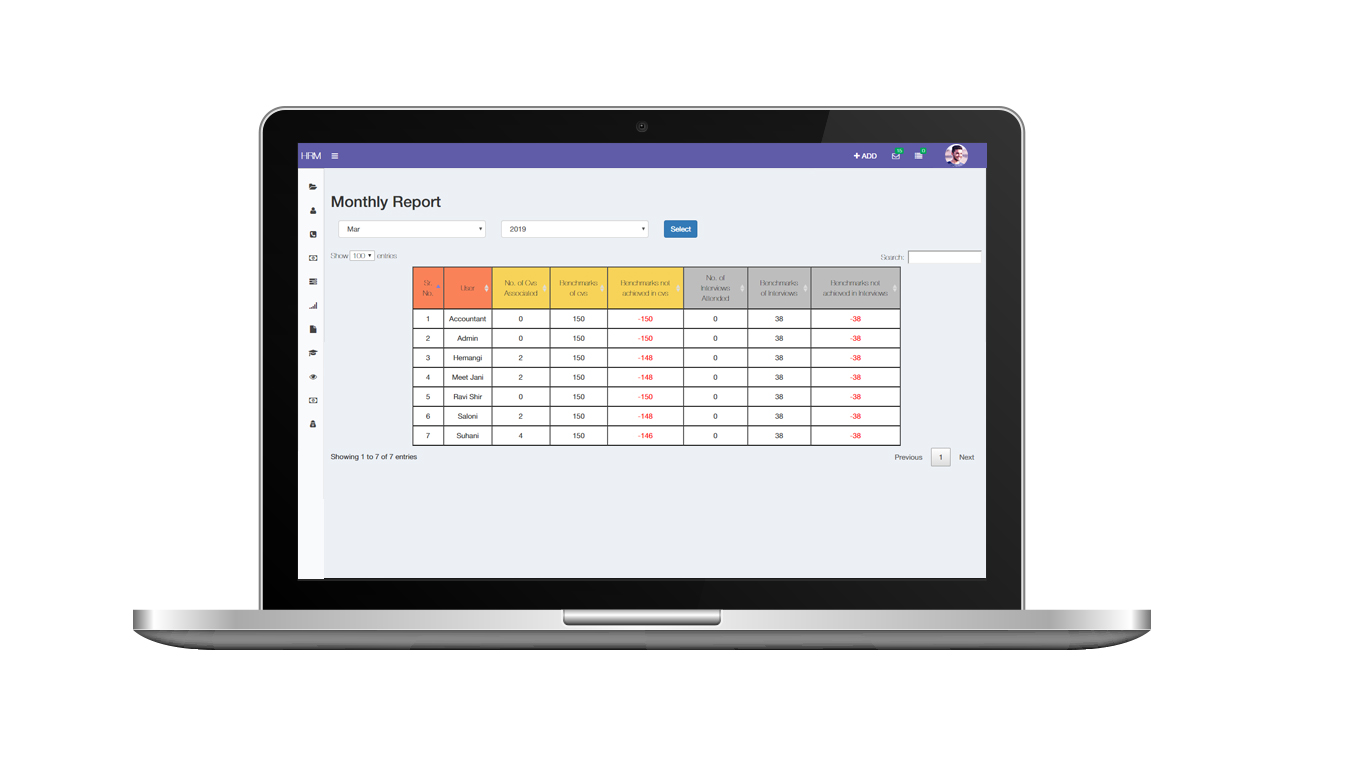 HRM
ADD
Monthly Report
Mar 2019 Select
Show 100 entries
Search:
Sr. No. User No. of Cvs Associated Benchmarks of cvs Benchmarks not achieved in cvs No. of Interviews Attended Benchmarks of Interviews Benchmarks not achieved in Interviews
1 Accountant 0 150 -150 0 38 -38
2 Admin 0 150 -150 0 38 -38
3 Hemangi 2 150 -148 0 38 -38
4 Meet Jani 2 150 -148 0 38 -38
5 Ravi Shir 0 150 -150 0 38 -38
6 Saloni 2 150 -148 0 38 -38
7 Suhani 4 150 -146 0 38 -38
Showing 1 to 7 of 7 entries
Previous 1 Next